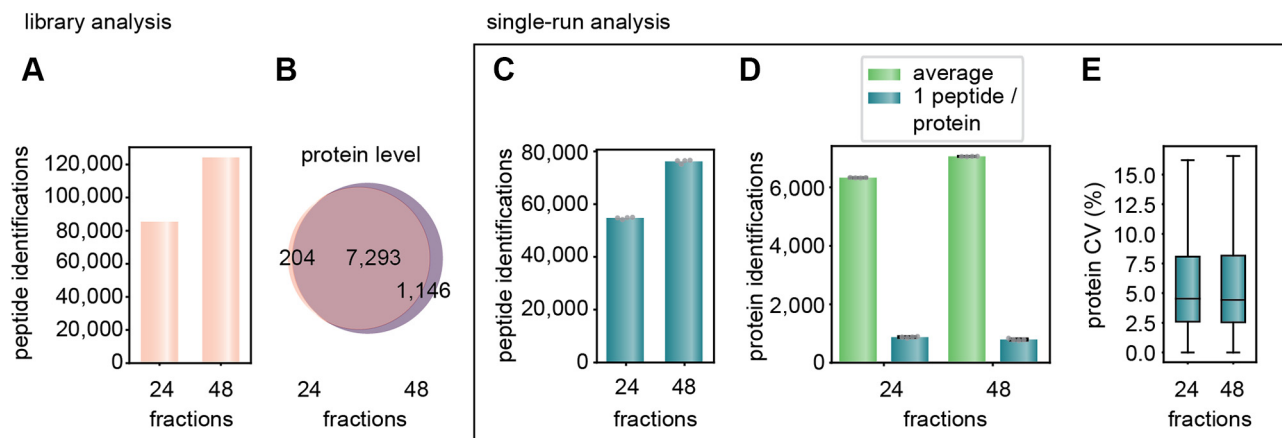 library analysis
single-run analysis
A
peptide identifications
120,000
100,000
80,000
60,000
40,000
20,000
0
24
48
fractions
B
protein level
204
7,293
1,146
24
48
fractions
C
peptide identifications
80,000
60,000
40,000
20,000
0
24
48
fractions
D
average
1 peptide /
protein
protein identifications
6,000
4,000
2,000
0
24
48
fractions
E
protein CV (%)
15.0
12.5
10.0
7.5
5.0
2.5
0.0
24
48
fractions